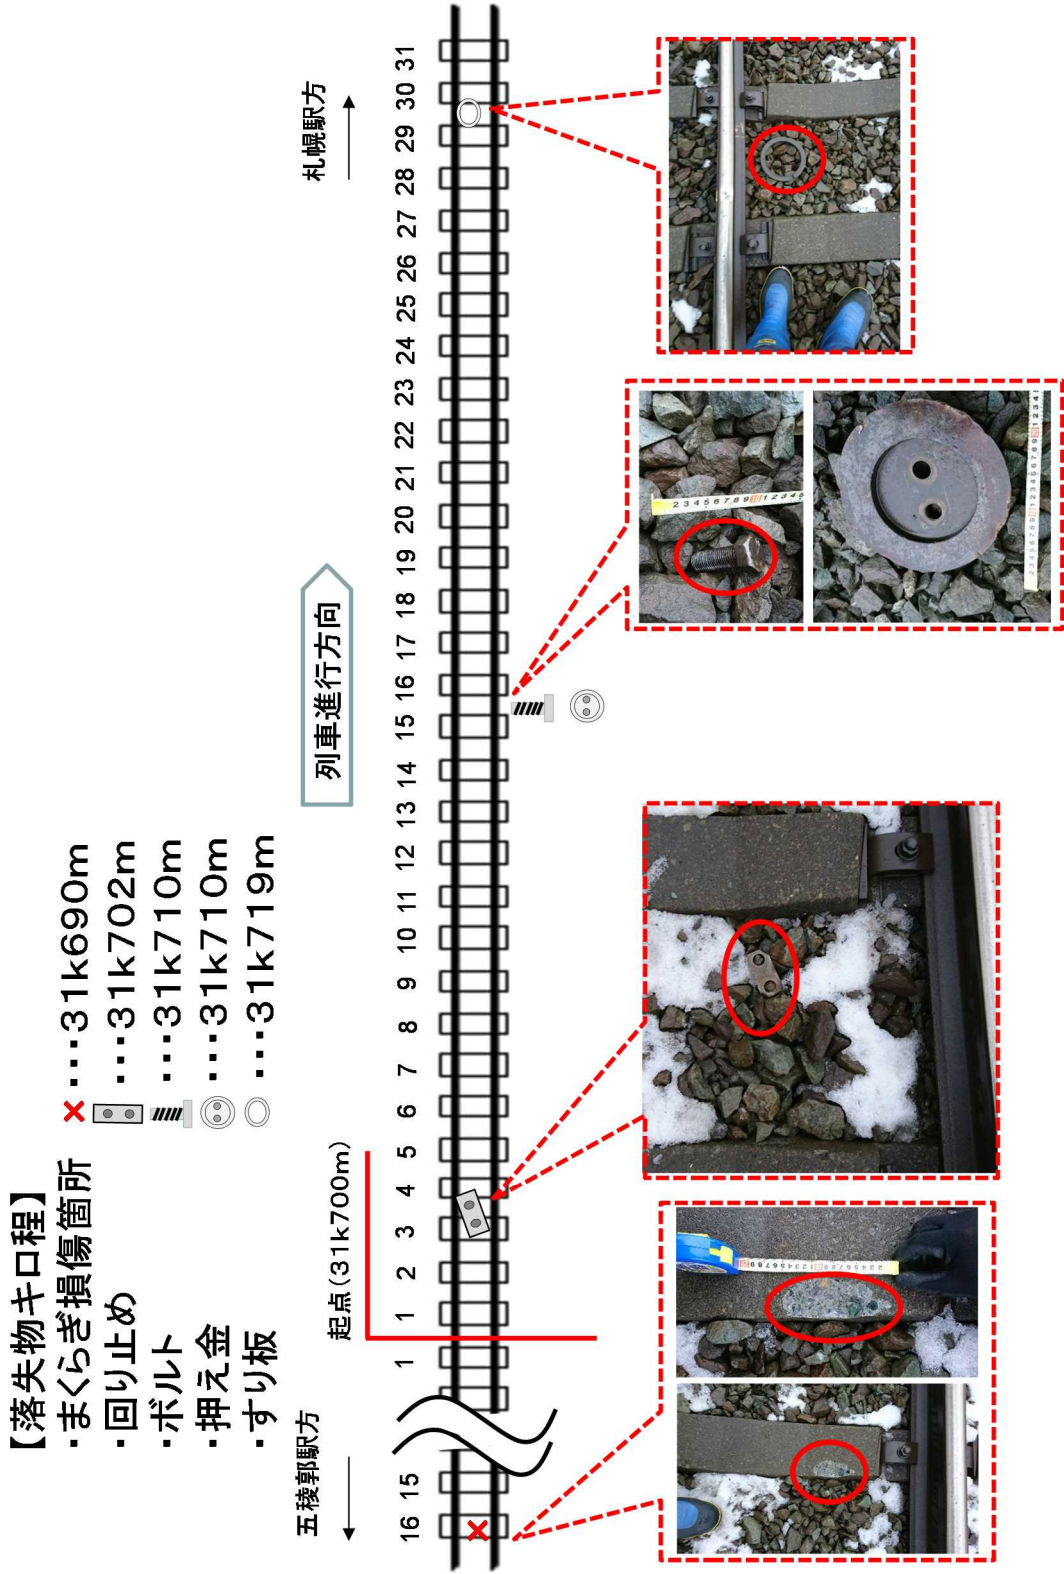 【落失物キロ程】
・まくらぎ損傷箇所 ×・・・31k690m
・回り止め ・・・31k702m
・ボルト ・・・31k710m
・押え金 ・・・31k710m
・すり板 ・・・31k719m
列車進行方向
五稜郭駅方
起点(31k700m)
札幌駅方
16 15 1 1 2 3 4 5 6 7 8 9 10 11 12 13 14 15 16 17 18 19 20 21 22 23 24 25 26 27 28 29 30 31